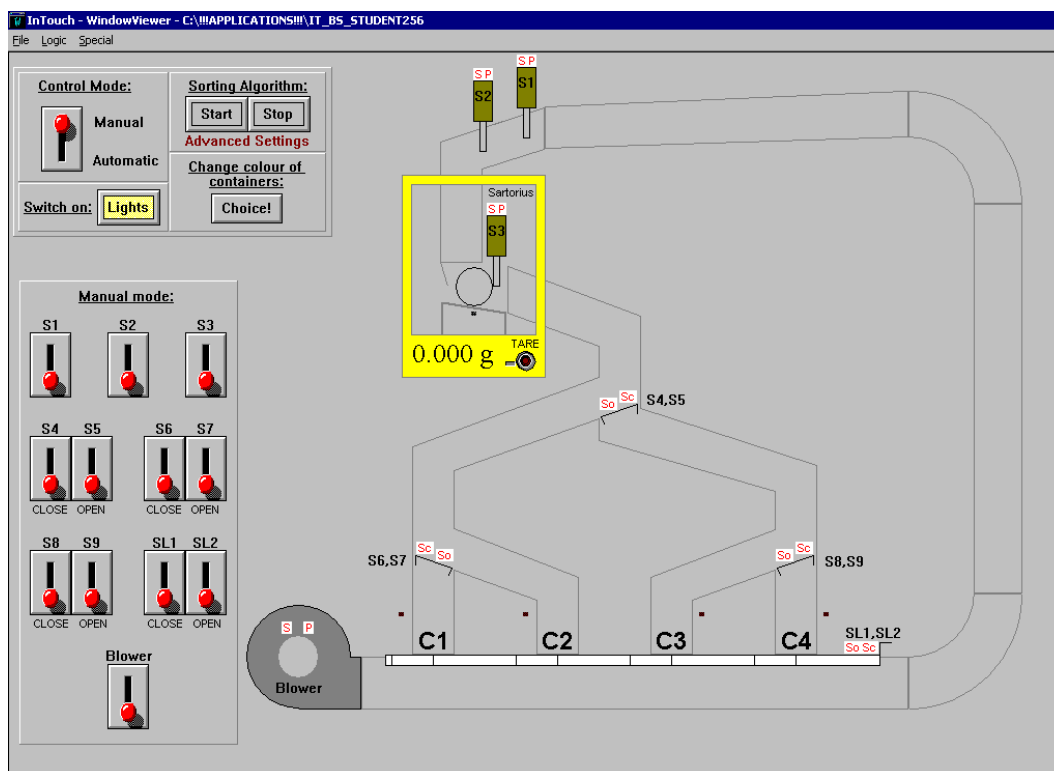 InTouch - WindowViewer - C:\!!!APPLICATIONS!!!\IT_BS_STUDENT256
File Logic Special
Control Mode:
Manual
Automatic
Switch on: Lights
Sorting Algorithm:
Start Stop
Advanced Settings
Change colour of
containers:
Choice!
S P
S2
S P
S1
Sartorius
S P
S3
TARE
0.000 g
Manual mode:
S1 S2 S3
S4 S5 S6 S7
CLOSE OPEN CLOSE OPEN
S8 S9 SL1 SL2
CLOSE OPEN CLOSE OPEN
Blower
So Sc S4,S5
S6,S7 Sc So
So Sc S8,S9
S P
Blower
C1 C2 C3 C4
SL1,SL2
So Sc